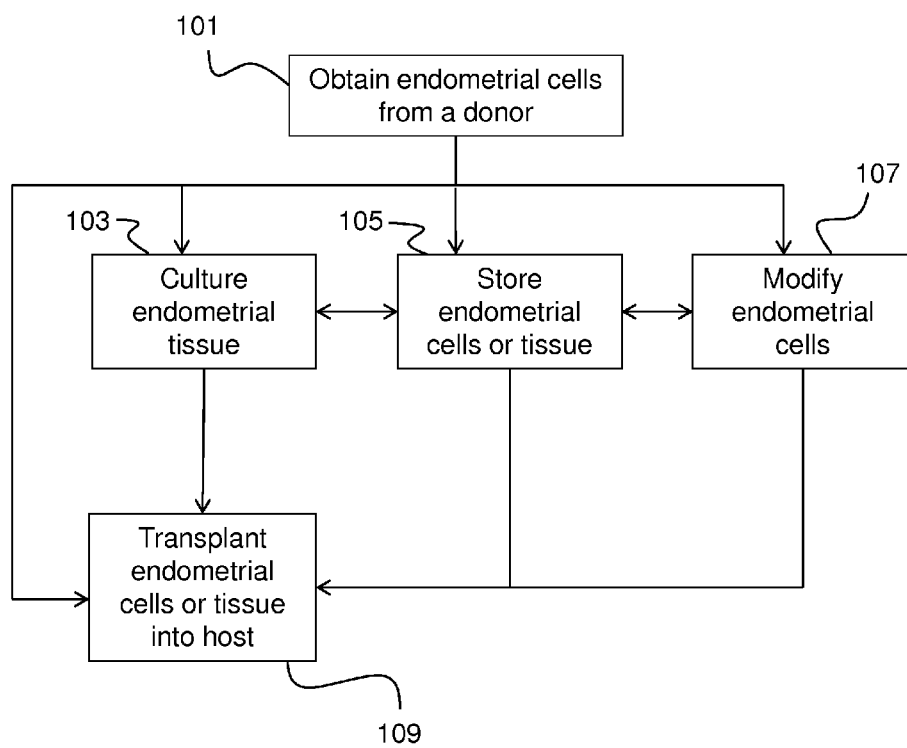 101
Obtain endometrial cells
from a donor
107
103
105
Culture
endometrial
tissue
Store
endometrial
cells or tissue
Modify
endometrial
cells
Transplant
endometrial
cells or tissue
into host
109